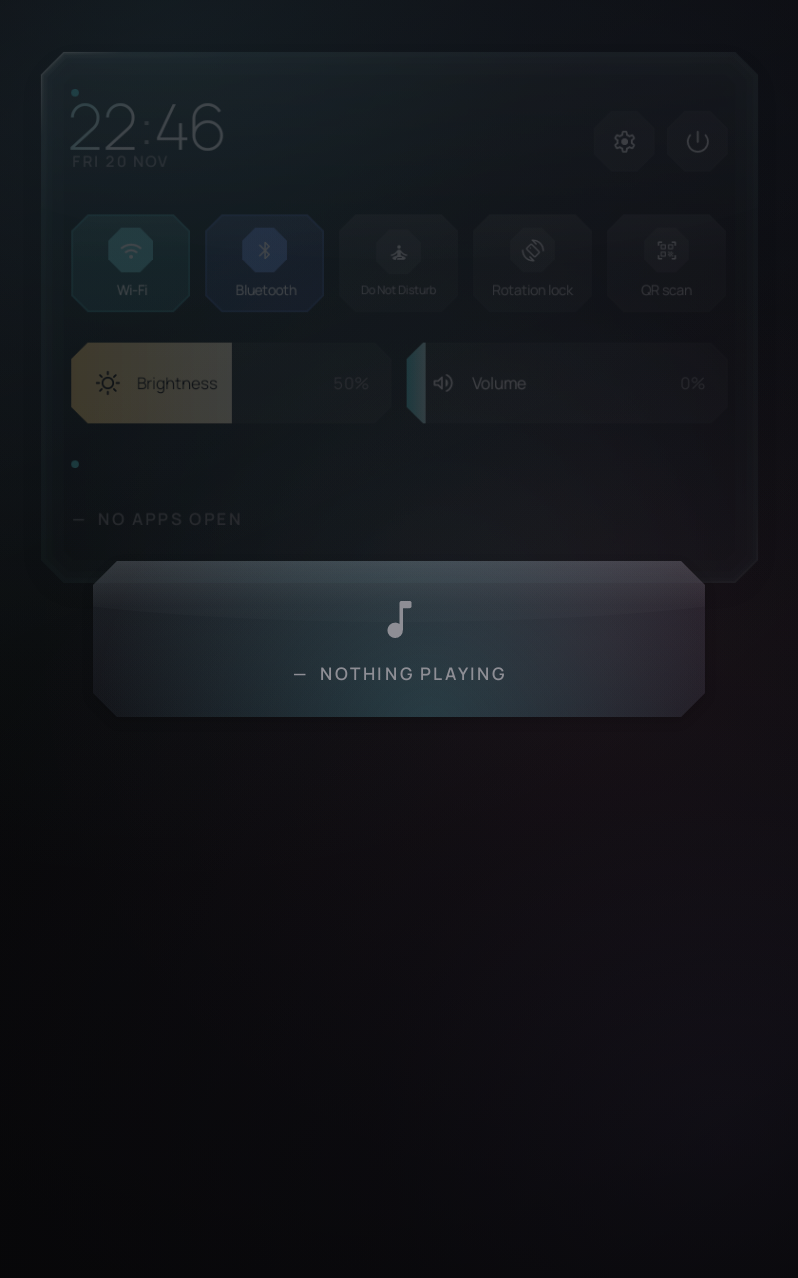 22:46
FRI 20 NOV
Wi-Fi
Bluetooth
Do Not Disturb
Rotation lock
QR scan
Brightness 50%
Volume 0%
— NO APPS OPEN
— NOTHING PLAYING